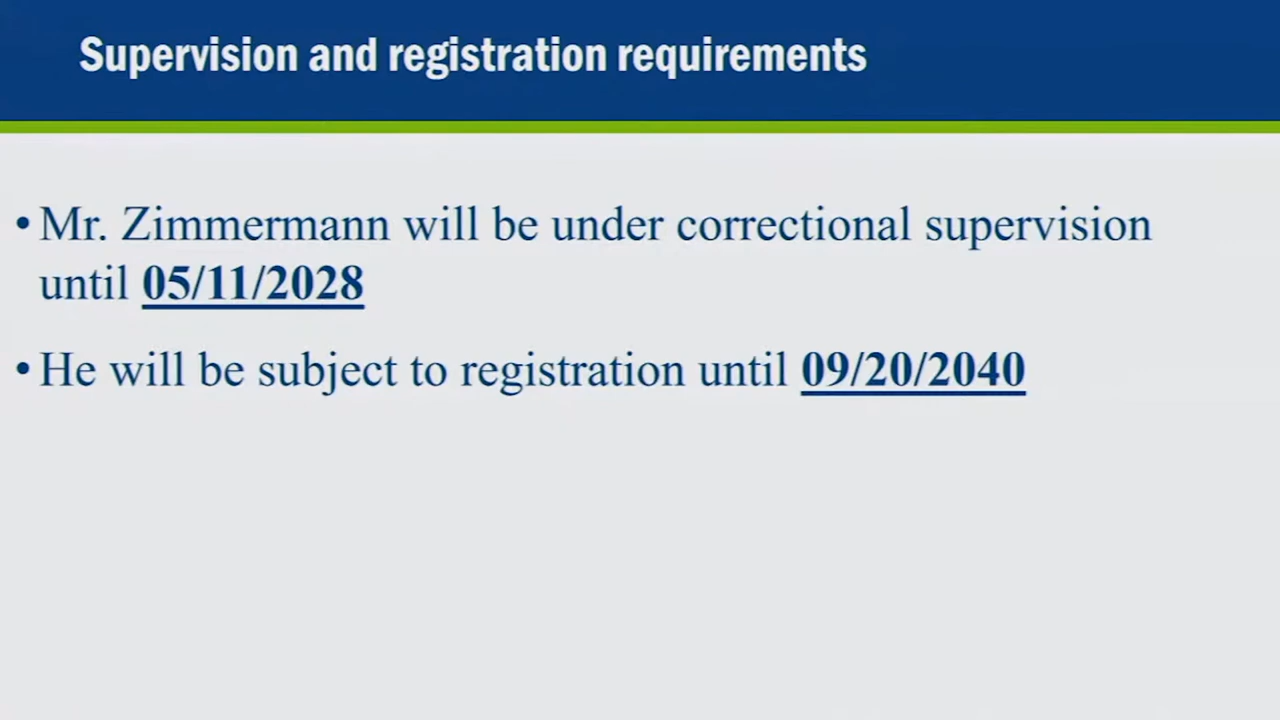 Supervision and registration requirements
• Mr. Zimmermann will be under correctional supervision
until 05/11/2028
• He will be subject to registration until 09/20/2040